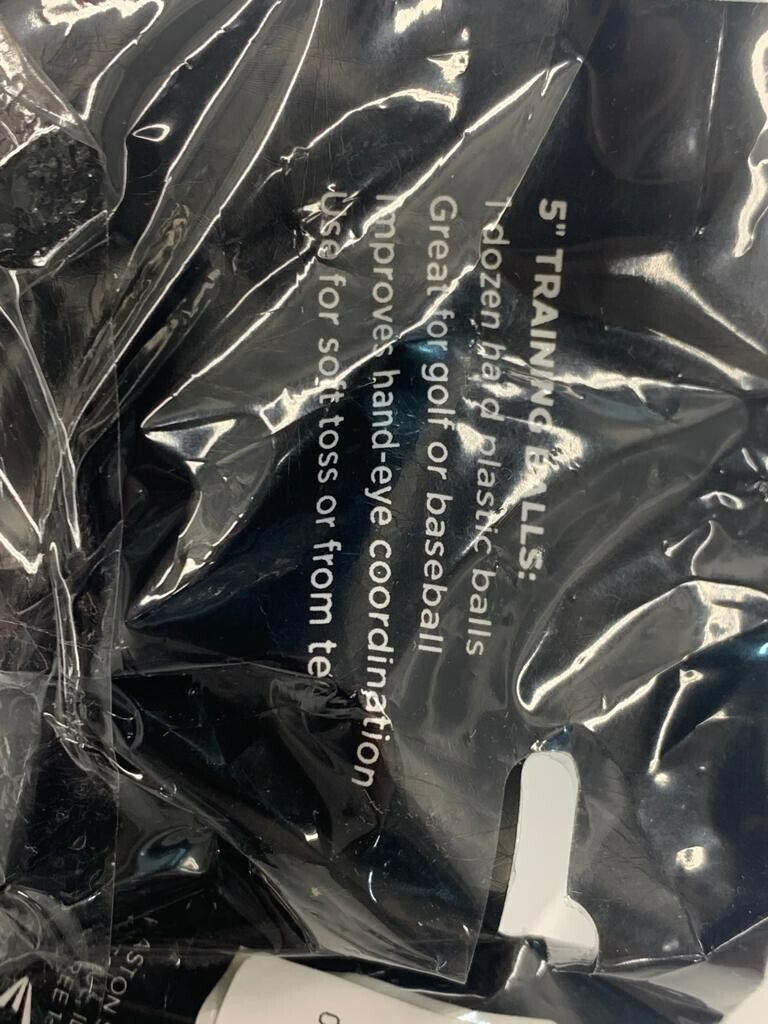 5" TRAINING BALLS:
1 dozen hard plastic balls
Great for golf or baseball
Improves hand-eye coordination
Use for soft toss or from te